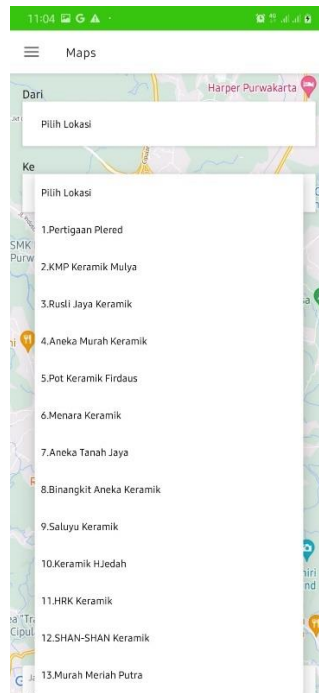 11:04
Maps
Dari
Harper Purwakarta
Pilih Lokasi
Ke
Pilih Lokasi
1.Pertigaan Plered
SMK
Purw
2.KMP Keramik Mulya
3.Rusli Jaya Keramik
4.Aneka Murah Keramik
5.Pot Keramik Firdaus
6.Menara Keramik
7.Aneka Tanah Jaya
8.Binangkit Aneka Keramik
9.Saluyu Keramik
10.Keramik HJedah
11.HRK Keramik
12.SHAN-SHAN Keramik
13.Murah Meriah Putra